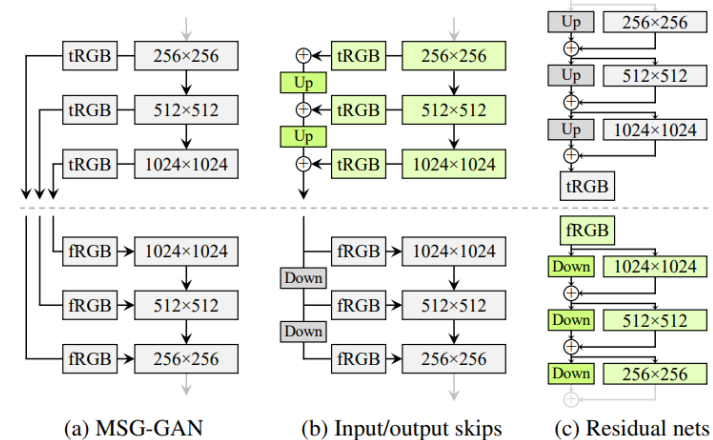 tRGB 256×256
tRGB 512×512
tRGB 1024×1024
fRGB 1024×1024
fRGB 512×512
fRGB 256×256
(a) MSG-GAN
tRGB 256×256
Up
tRGB 512×512
Up
tRGB 1024×1024
fRGB 1024×1024
Down
fRGB 512×512
Down
fRGB 256×256
(b) Input/output skips
Up 256×256
Up 512×512
Up 1024×1024
tRGB
fRGB
Down 1024×1024
Down 512×512
Down 256×256
(c) Residual nets